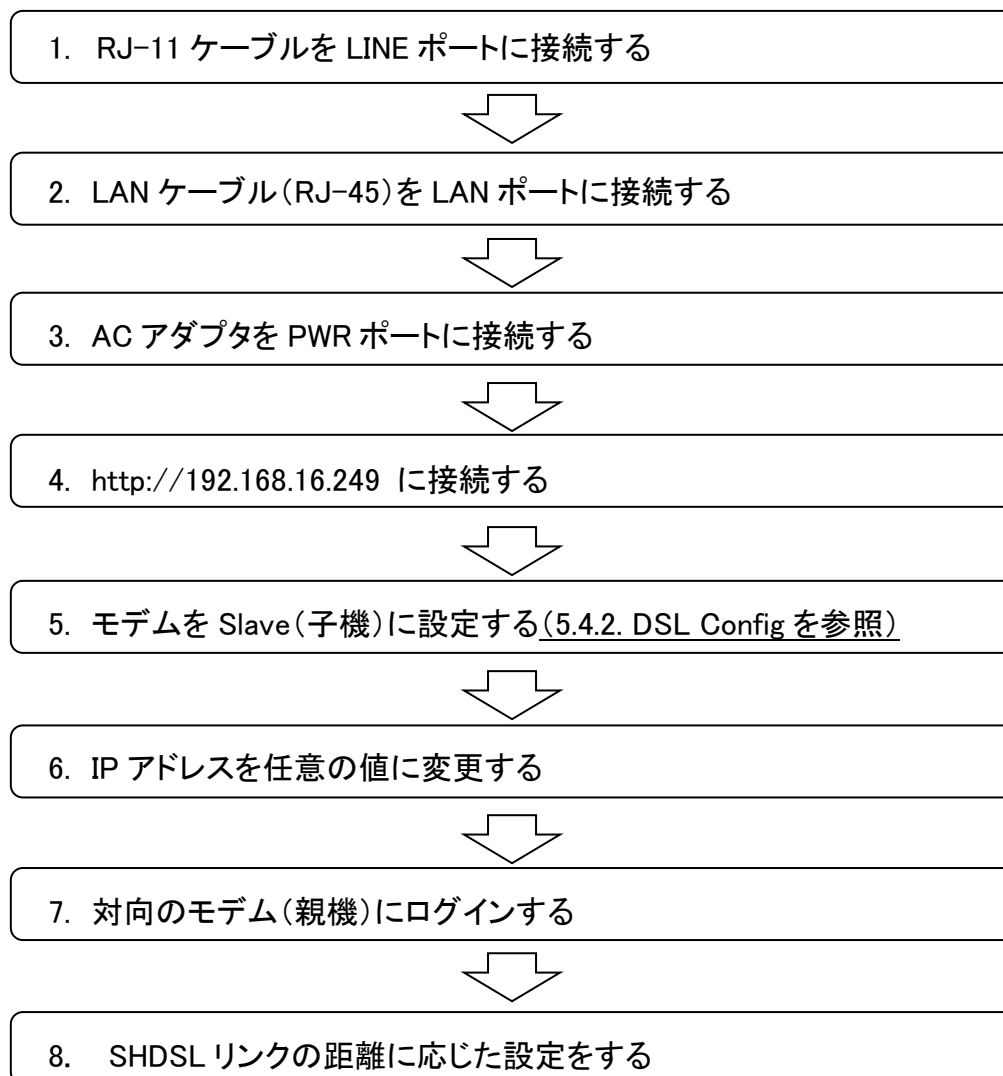 1. RJ-11 ケーブルを LINE ポートに接続する
2. LAN ケーブル（RJ-45）を LAN ポートに接続する
3. AC アダプタを PWR ポートに接続する
4. http://192.168.16.249 に接続する
5. モデムを Slave（子機）に設定する（5.4.2. DSL Config を参照）
6. IP アドレスを任意の値に変更する
7. 対向のモデム（親機）にログインする
8. SHDSL リンクの距離に応じた設定をする